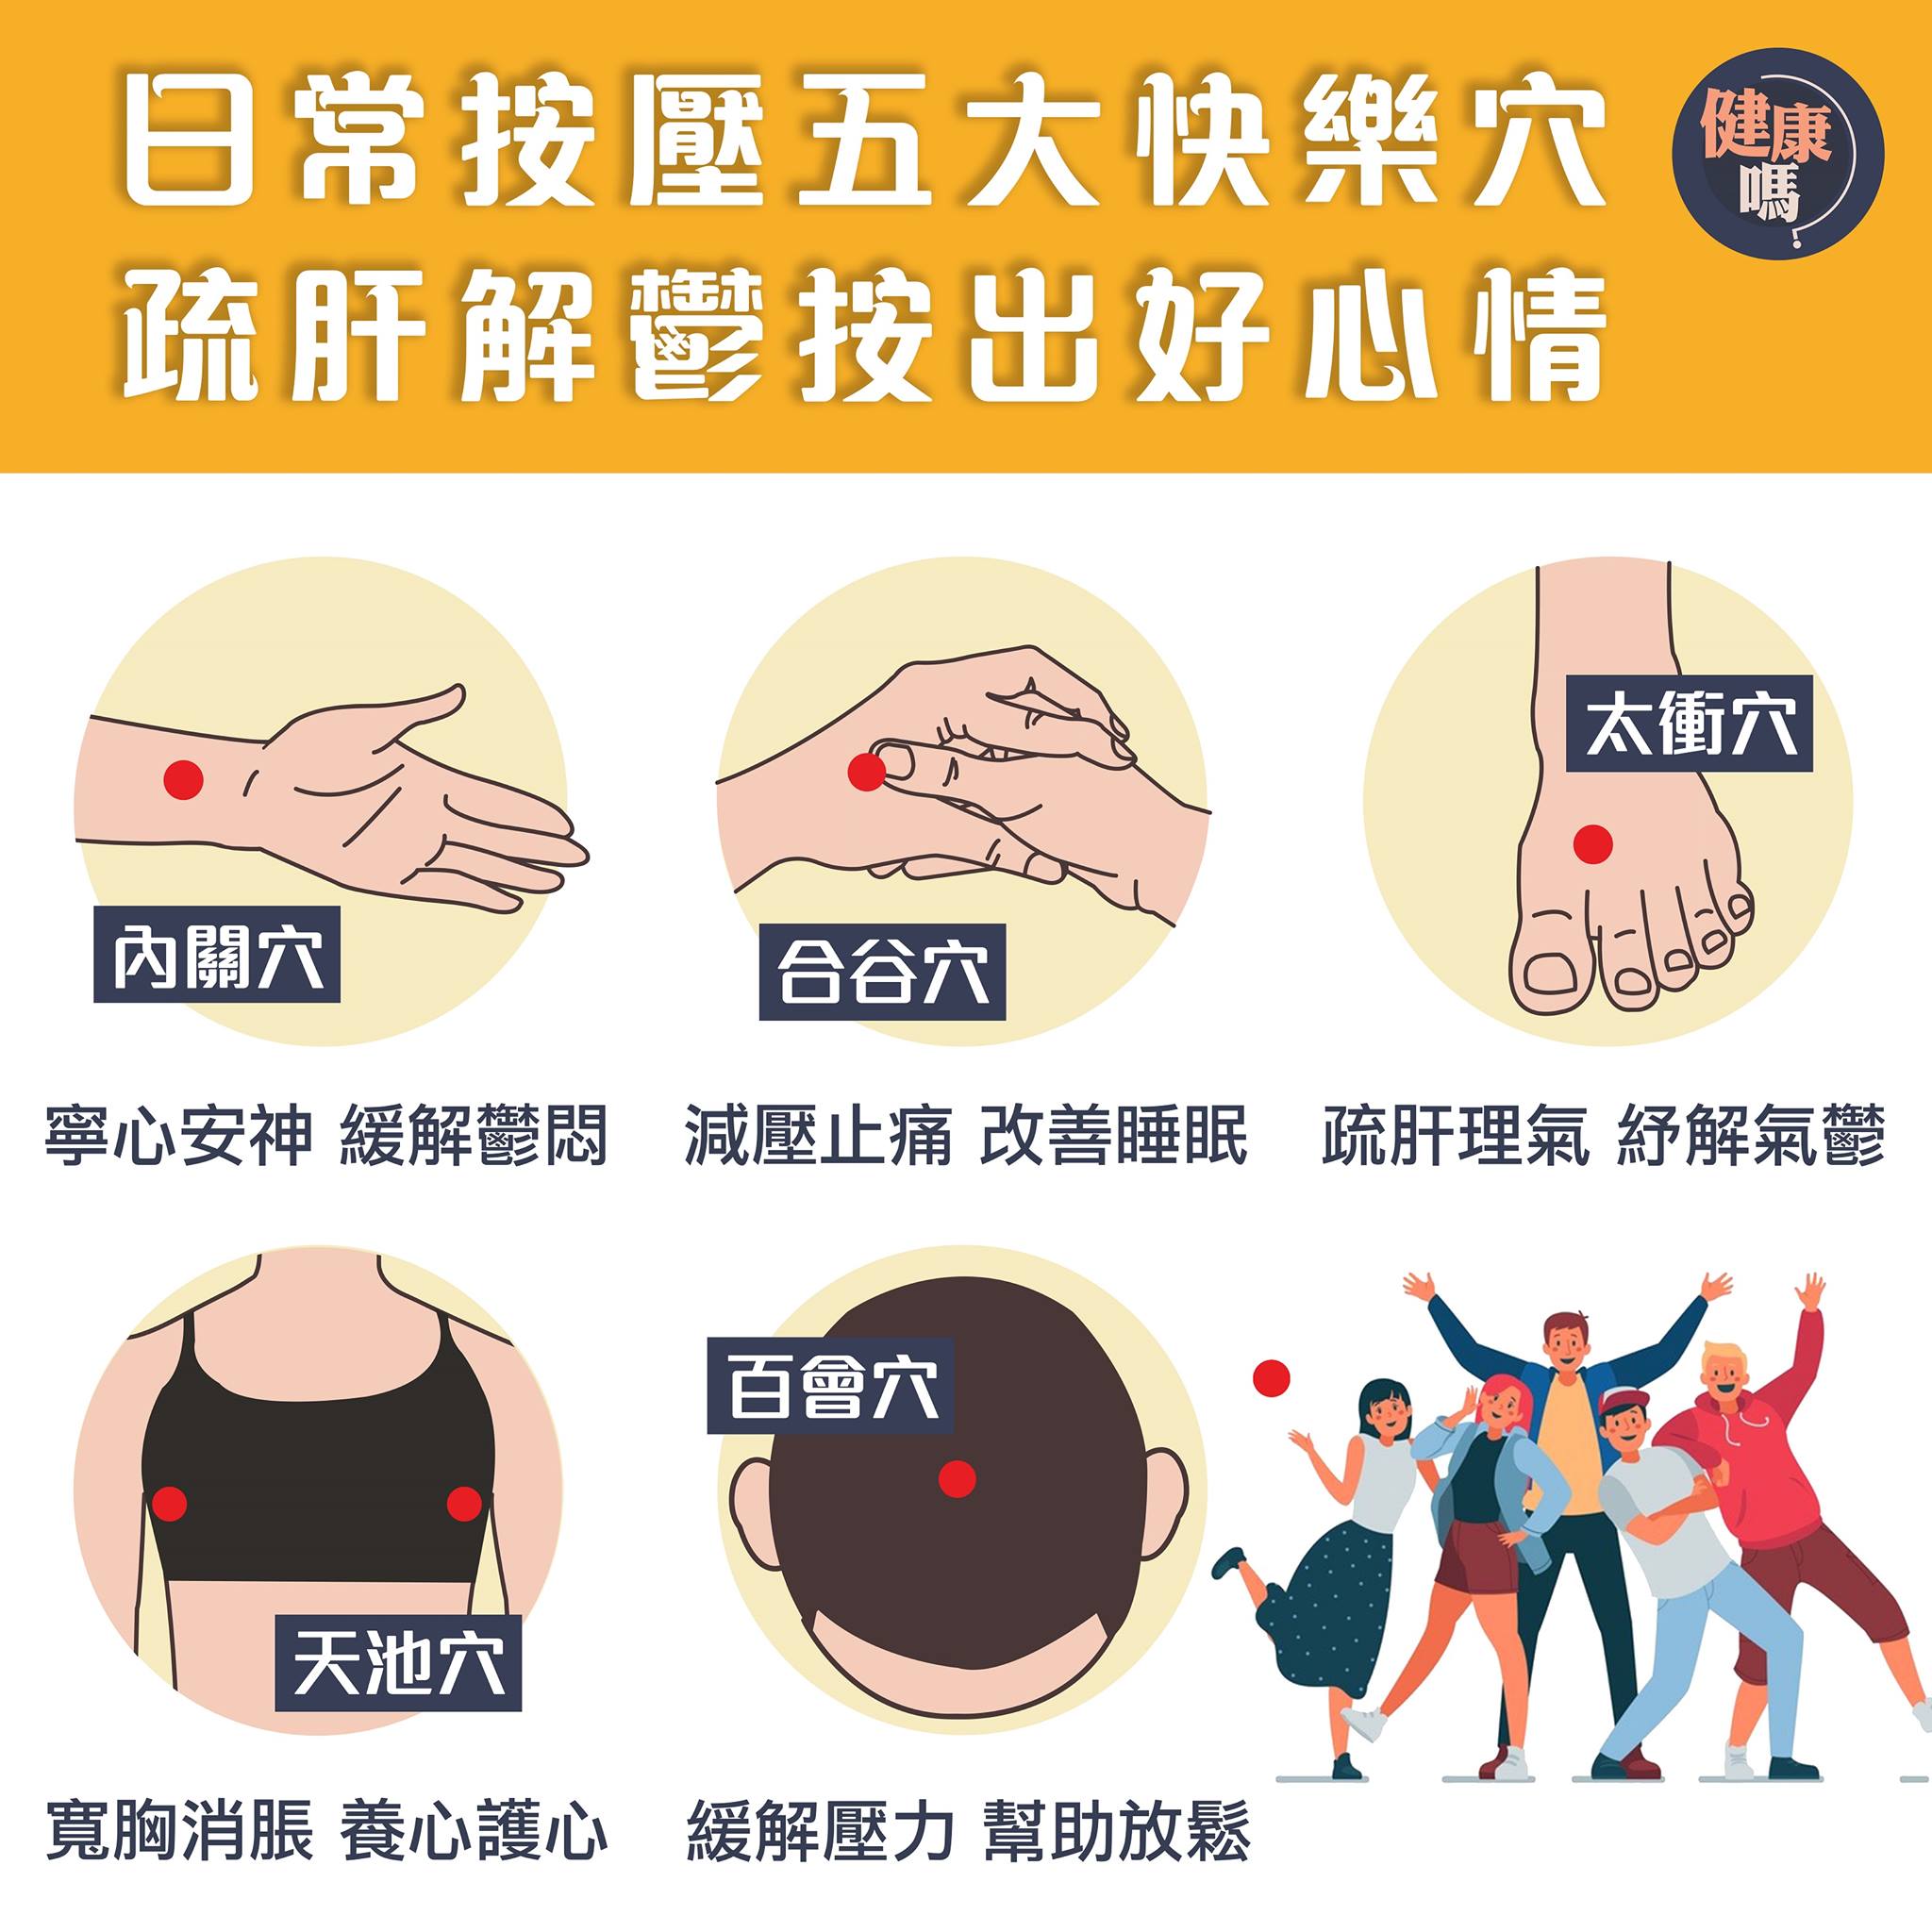 日常按壓五大快樂穴
疏肝解鬱按出好心情
健康
嗎
內關穴
合谷穴
太衝穴
寧心安神 緩解鬱悶
減壓止痛 改善睡眠
疏肝理氣 紓解氣鬱
天池穴
百會穴
寬胸消脹 養心護心
緩解壓力 幫助放鬆